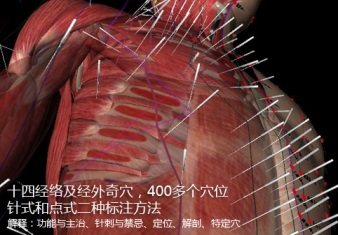 十四经络及经外奇穴，400多个穴位
针式和点式二种标注方法
解释：功能与主治、针刺与禁忌、定位、解剖、特定穴